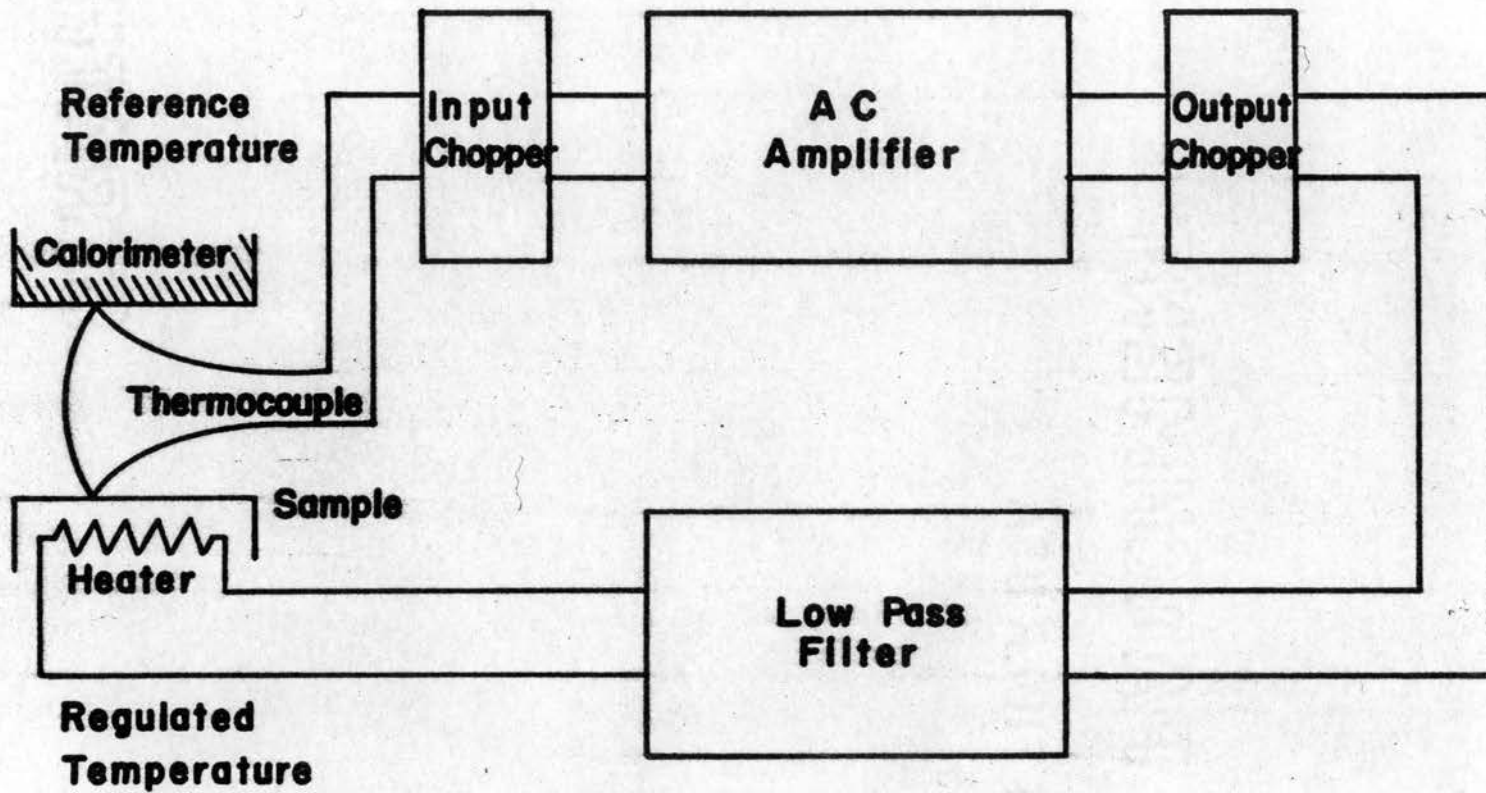 Reference
Temperature
Input
Chopper
A C
Amplifier
Output
Chopper
Calorimeter
Thermocouple
Sample
Heater
Low Pass
Filter
Regulated
Temperature